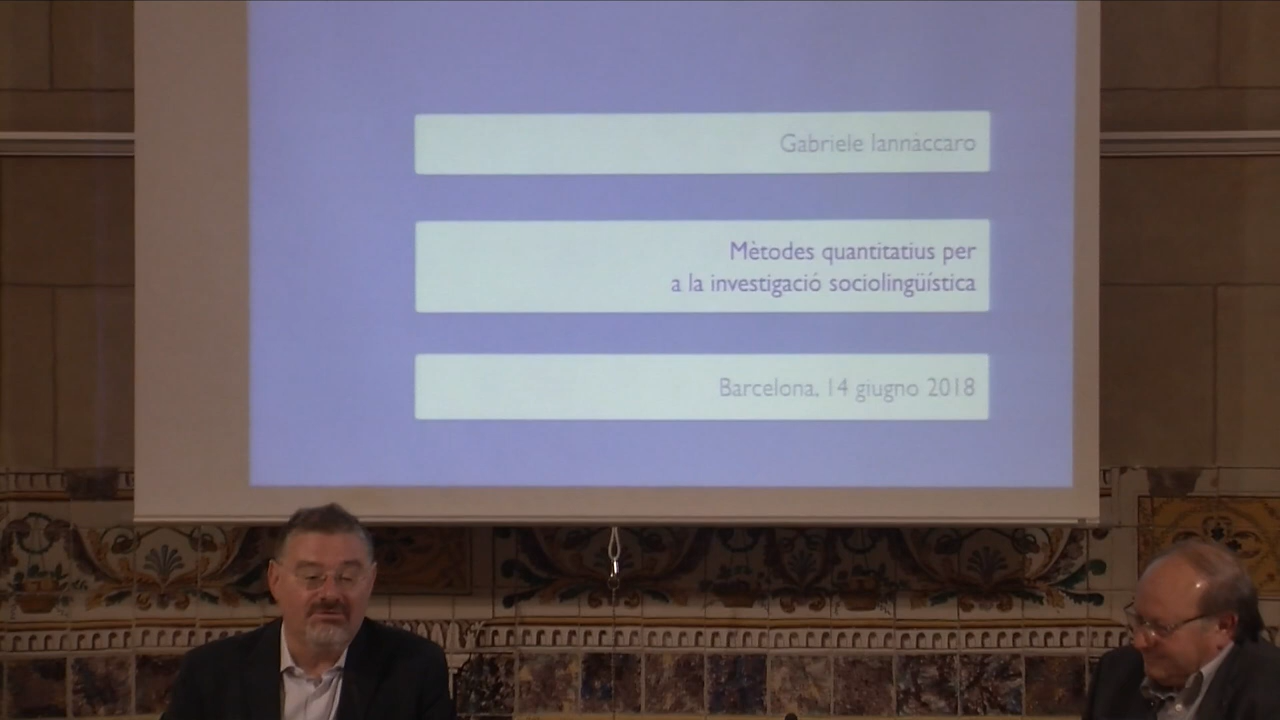 Gabriele Iannàccaro
Mètodes quantitatius per
a la investigació sociolingüística
Barcelona, 14 giugno 2018